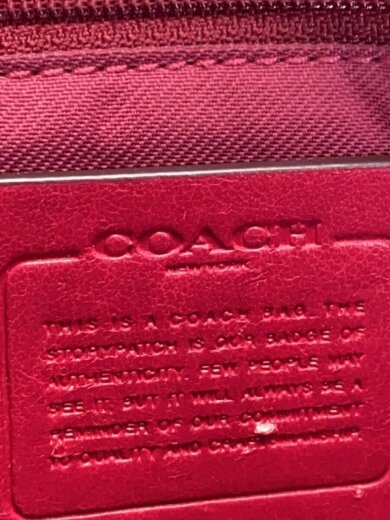 COACH
NEW YORK
THIS IS A COACH BAG. THE
STORYPATCH IS OUR BADGE OF
AUTHENTICITY. FEW PEOPLE MAY
SEE IT, BUT IT WILL ALWAYS BE A
REMINDER OF OUR COMMITMENT
TO QUALITY AND CRAFTSMANSHIP.